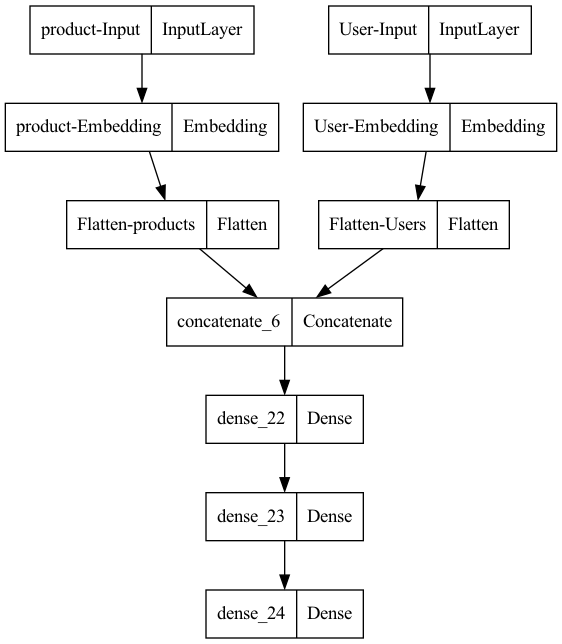 product-Input InputLayer
User-Input InputLayer
product-Embedding Embedding
User-Embedding Embedding
Flatten-products Flatten
Flatten-Users Flatten
concatenate_6 Concatenate
dense_22 Dense
dense_23 Dense
dense_24 Dense